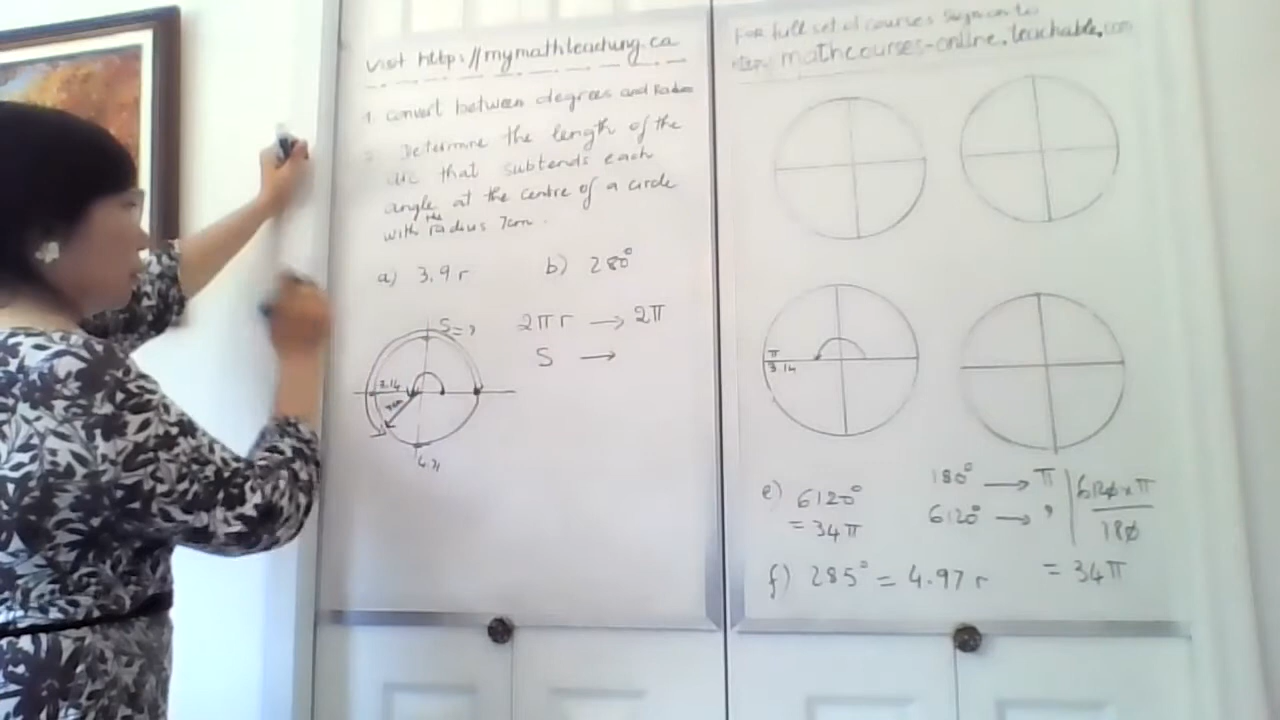 Visit http://mymathteaching.ca
1. Convert between degrees and Radian
2. Determine the length of the
arc that subtends each
angle at the centre of a circle
with the radius 7cm.
a) 3.9 r b) 280°
S = ?
3.14
7cm
2πr → 2π
S →
For full set of courses sign on to
mathcourses-online.teachable.com
π
3.14
e) 6120°
= 34π
180° → π
6120° → ?
6120 x π
180
= 34π
f) 285° = 4.97 r